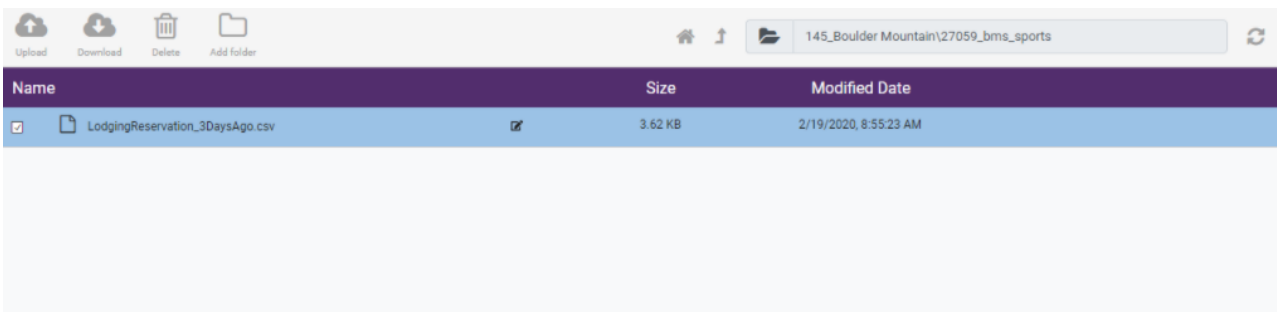 Upload Download Delete Add folder 145_Boulder Mountain\27059_bms_sports
Name Size Modified Date
LodgingReservation_3DaysAgo.csv 3.62 KB 2/19/2020, 8:55:23 AM